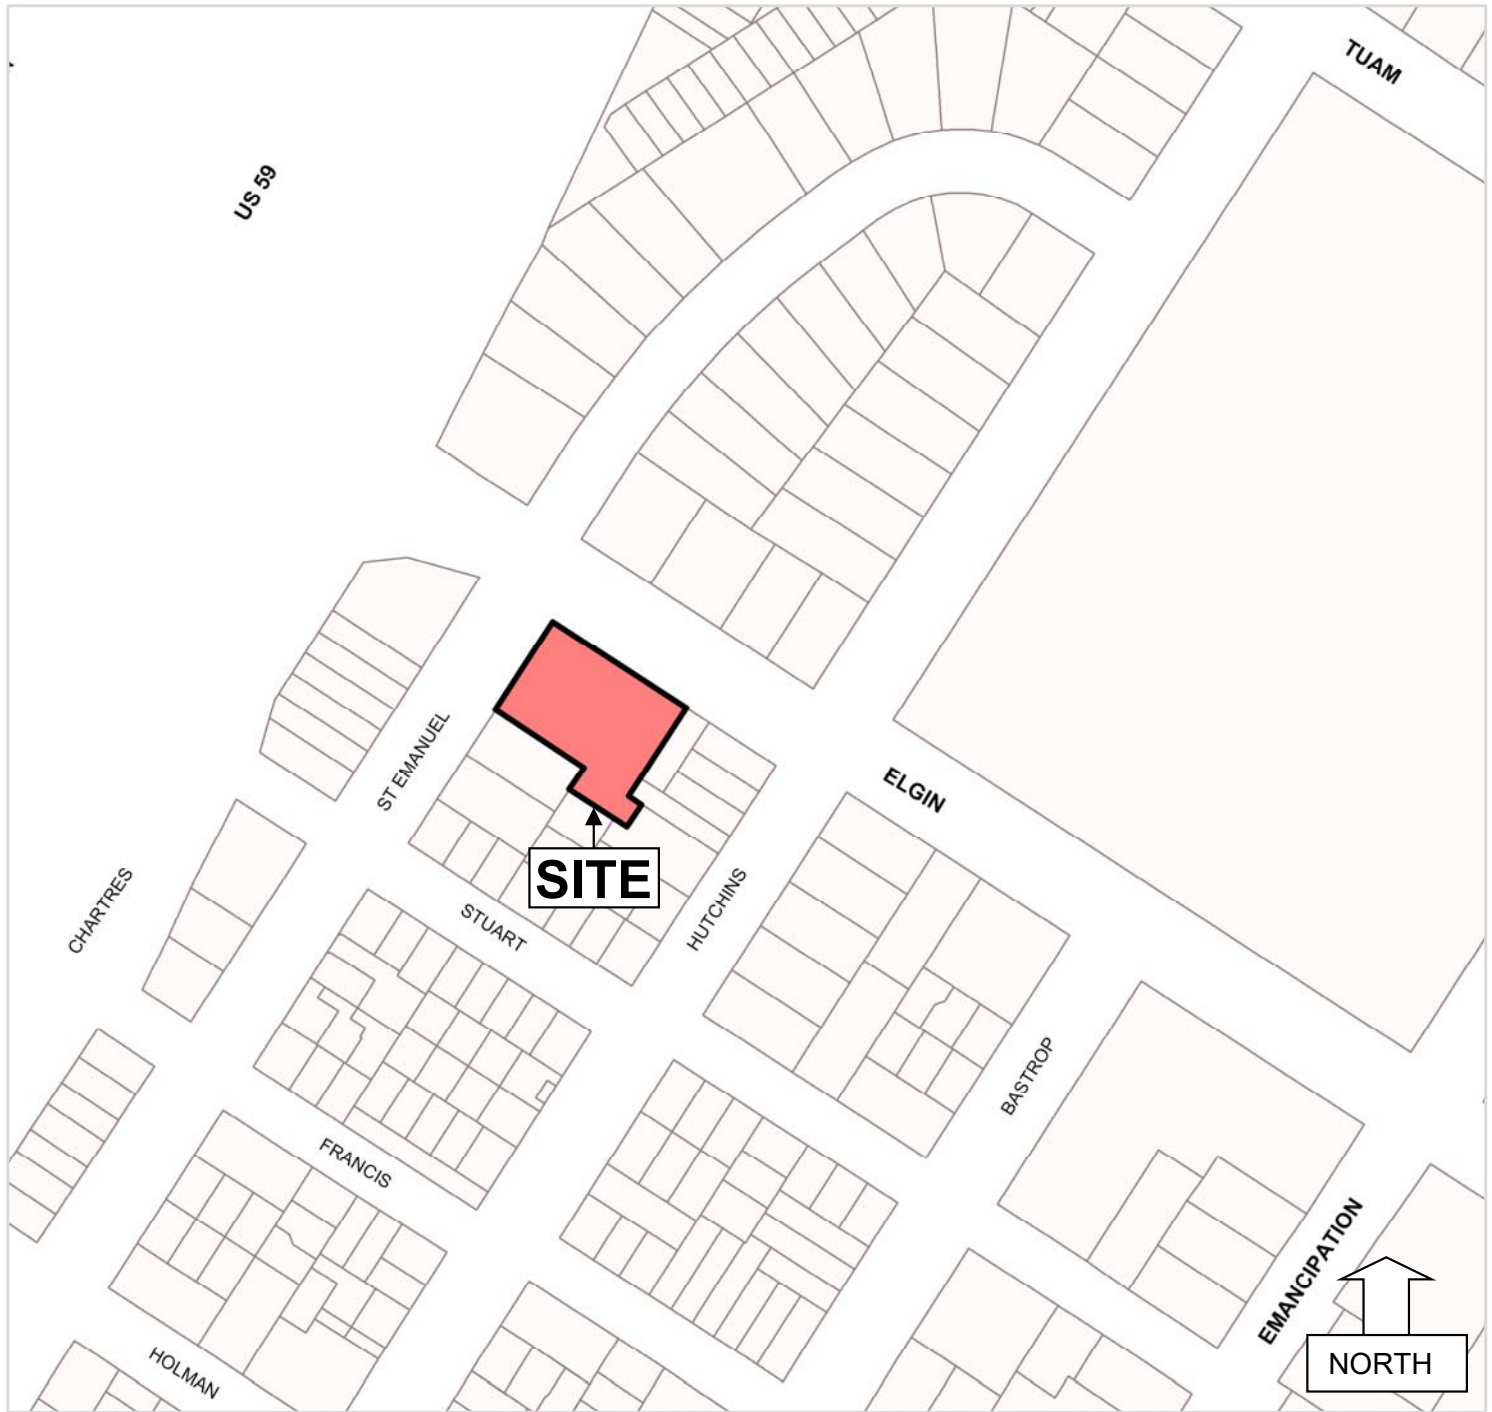 TUAM
US 59
ST EMANUEL
ELGIN
SITE
CHARTRES
STUART
HUTCHINS
BASTROP
FRANCIS
EMANCIPATION
HOLMAN
NORTH